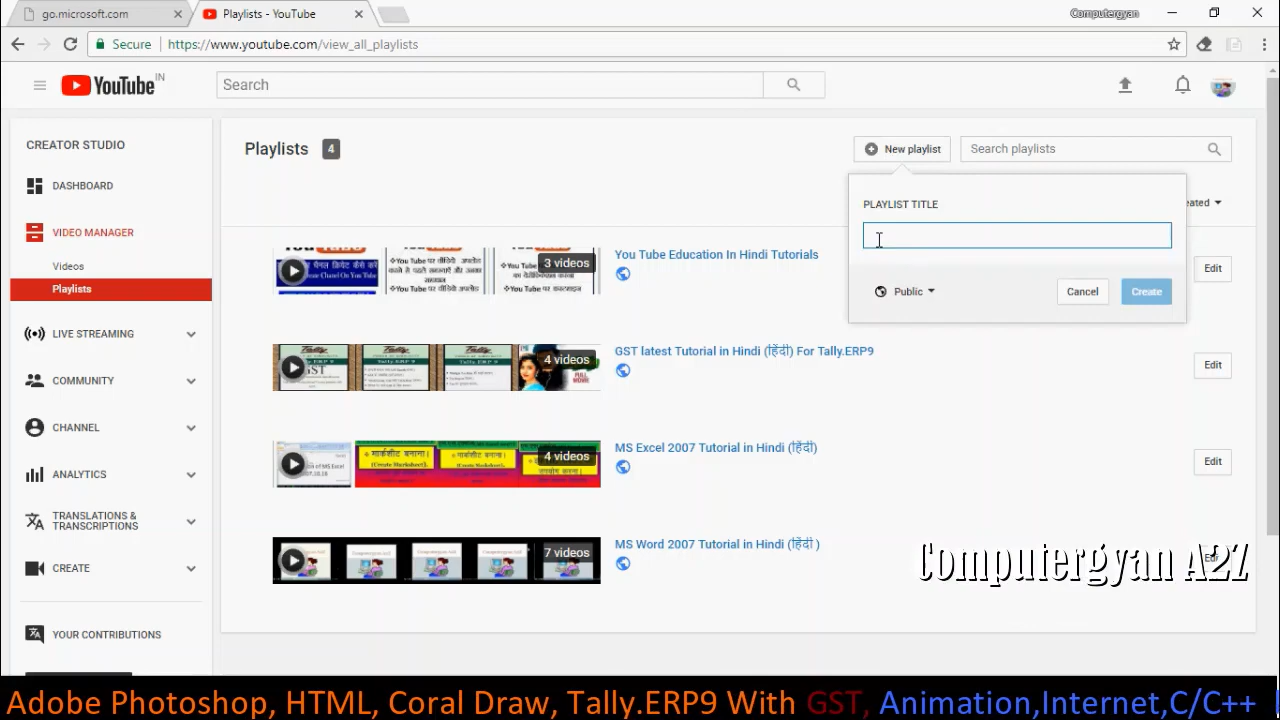 go.microsoft.com
Playlists - YouTube
Computergyan
Secure
https://www.youtube.com/view_all_playlists
YouTube IN
Search
CREATOR STUDIO
DASHBOARD
VIDEO MANAGER
Videos
Playlists
LIVE STREAMING
COMMUNITY
CHANNEL
ANALYTICS
TRANSLATIONS &
TRANSCRIPTIONS
CREATE
YOUR CONTRIBUTIONS
Playlists 4
New playlist
Search playlists
PLAYLIST TITLE
Public
Cancel
Create
3 videos
You Tube Education In Hindi Tutorials
Edit
4 videos
GST latest Tutorial in Hindi (हिंदी) For Tally.ERP9
Edit
4 videos
MS Excel 2007 Tutorial in Hindi (हिंदी)
Edit
7 videos
MS Word 2007 Tutorial in Hindi (हिंदी )
Computergyan A2Z
Adobe Photoshop, HTML, Coral Draw, Tally.ERP9 With GST, Animation,Internet,C/C++